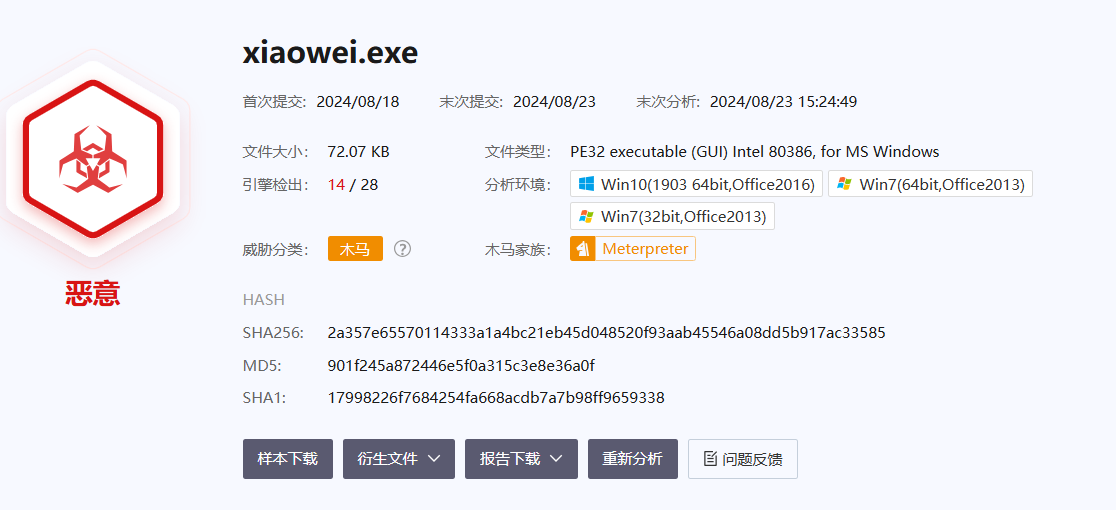 xiaowei.exe
首次提交: 2024/08/18 末次提交: 2024/08/23 末次分析: 2024/08/23 15:24:49
文件大小: 72.07 KB 文件类型: PE32 executable (GUI) Intel 80386, for MS Windows
引擎检出: 14 / 28 分析环境: Win10(1903 64bit,Office2016) Win7(64bit,Office2013)
Win7(32bit,Office2013)
威胁分类: 木马 ? 木马家族: Meterpreter
恶意
HASH
SHA256: 2a357e65570114333a1a4bc21eb45d048520f93aab45546a08dd5b917ac33585
MD5: 901f245a872446e5f0a315c3e8e36a0f
SHA1: 17998226f7684254fa668acdb7a7b98ff9659338
样本下载 衍生文件 报告下载 重新分析 问题反馈